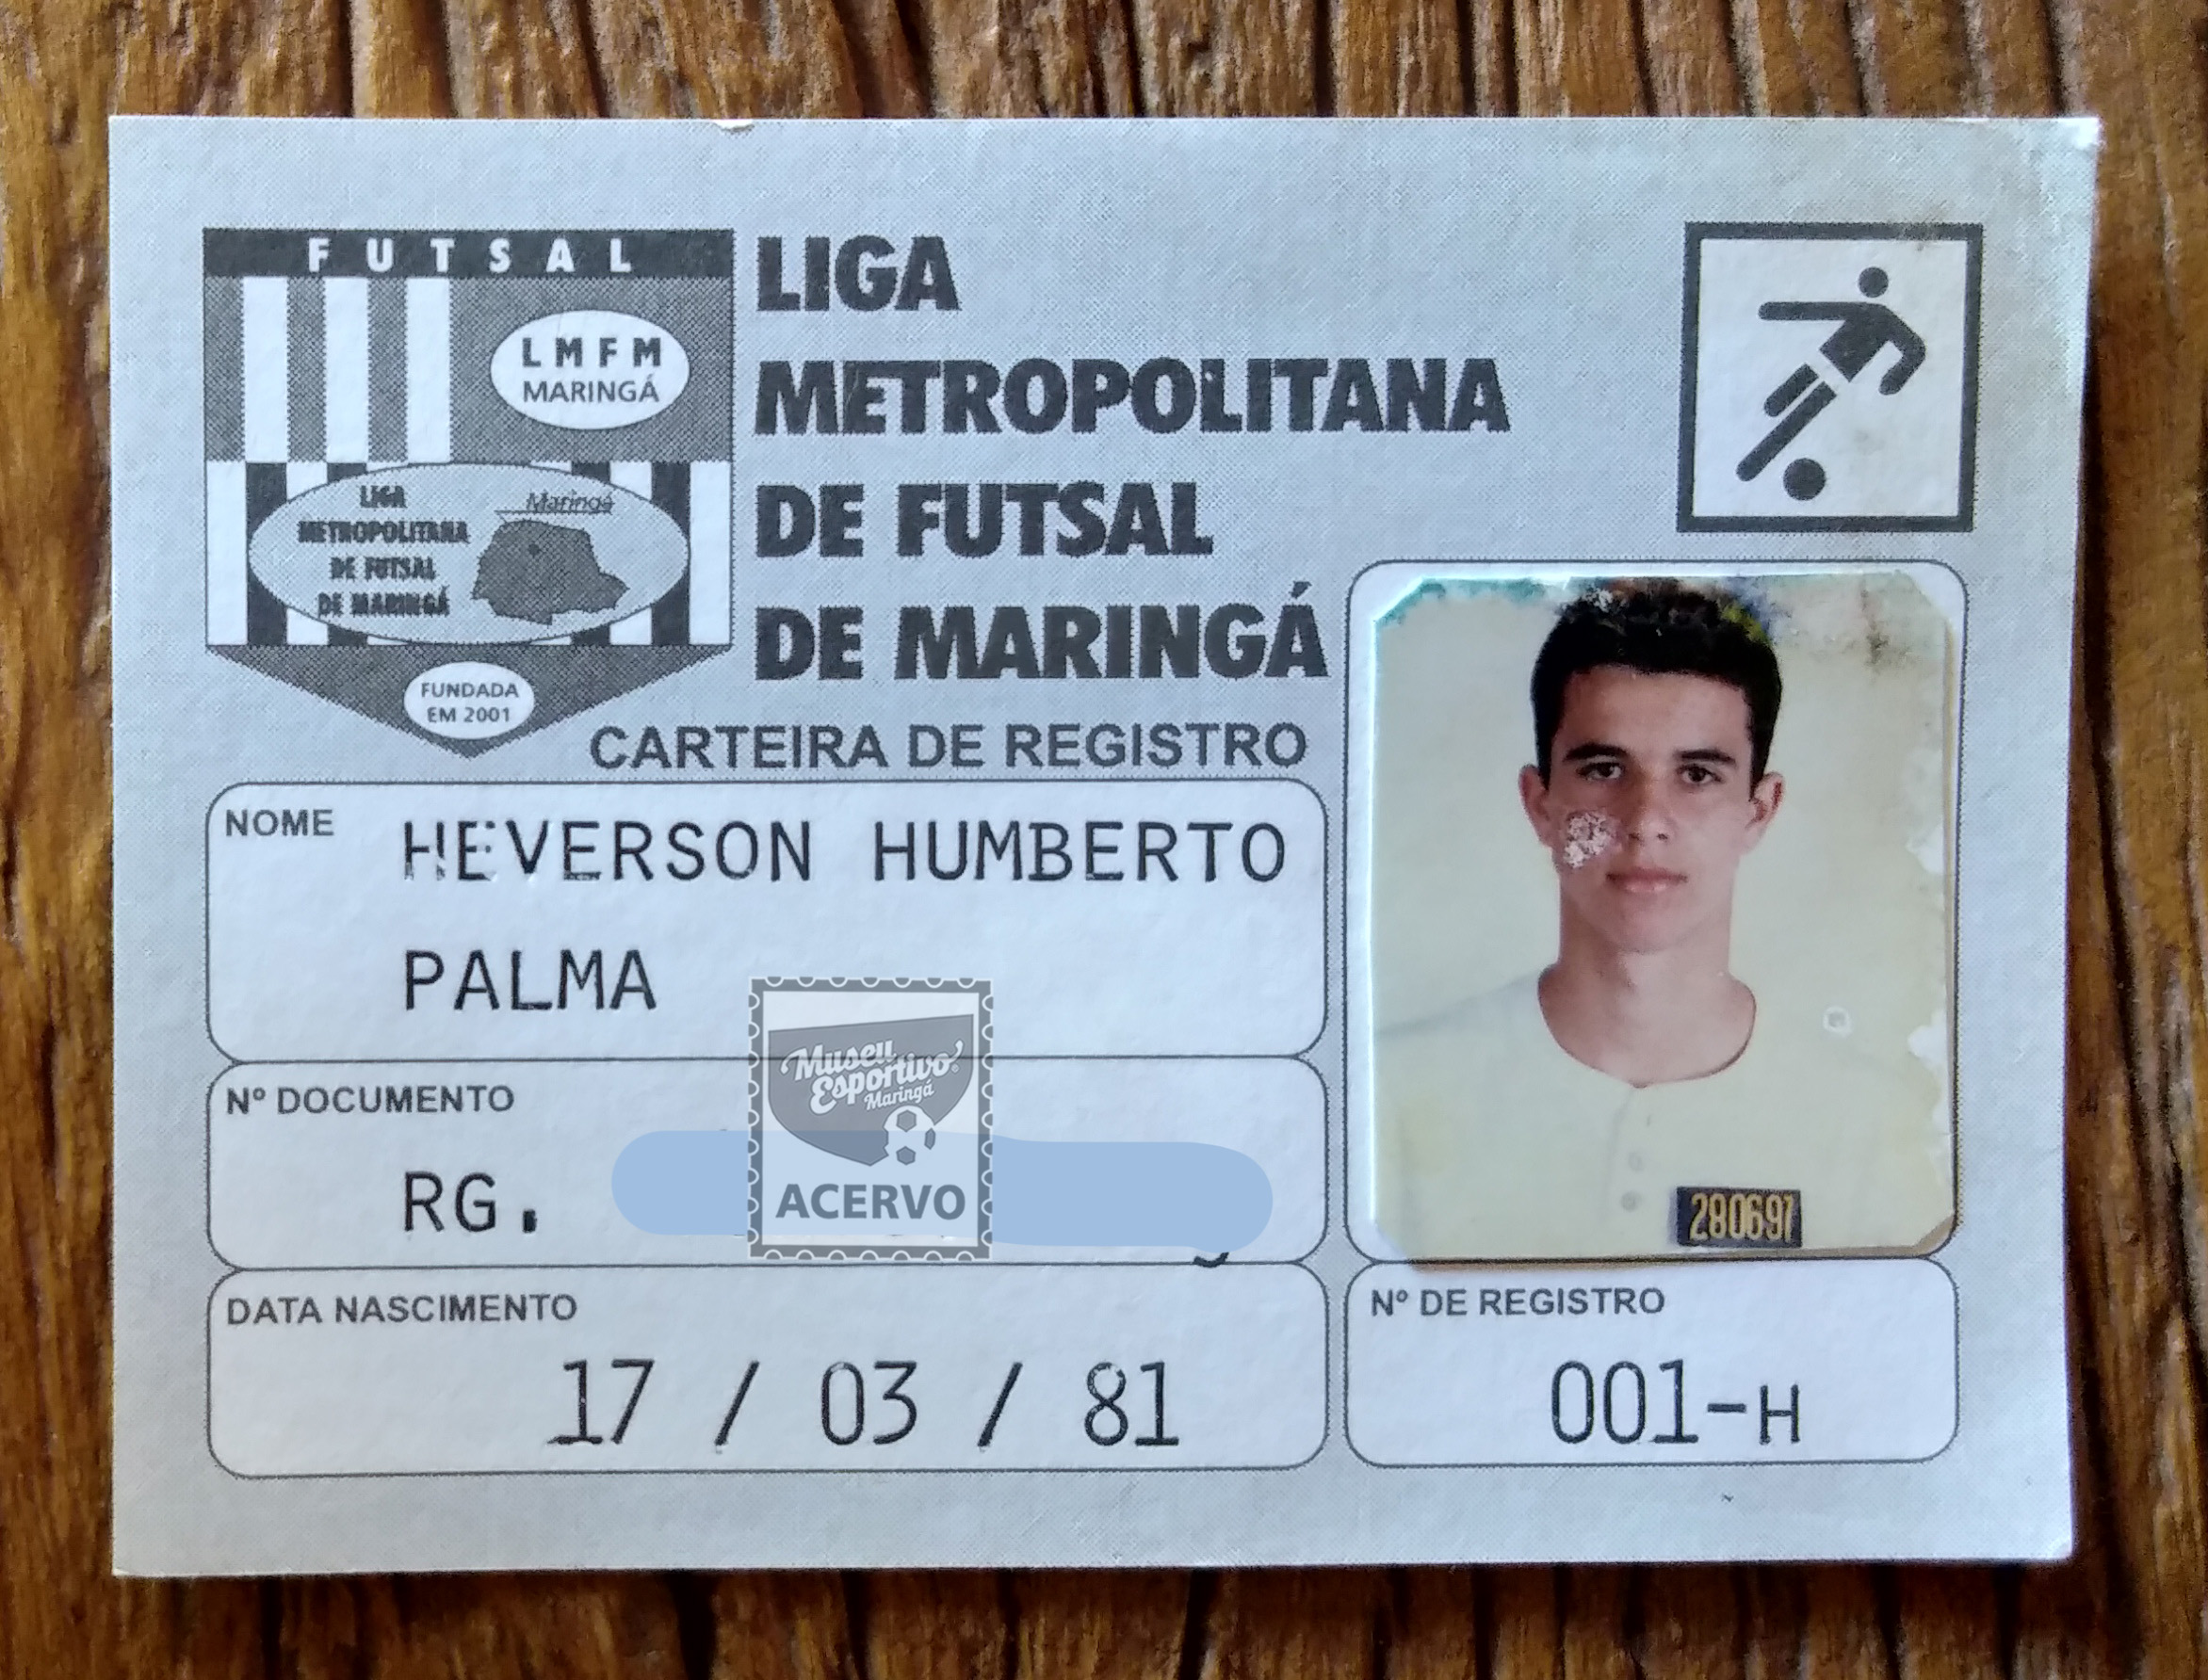 FUTSAL
LMFM
MARINGÁ
LIGA
METROPOLITANA
DE FUTSAL
DE MARINGÁ
Maringá
FUNDADA
EM 2001
LIGA
METROPOLITANA
DE FUTSAL
DE MARINGÁ
CARTEIRA DE REGISTRO
NOME
HEVERSON HUMBERTO
PALMA
Nº DOCUMENTO
RG.
Museu
Esportivo
Maringá
ACERVO
DATA NASCIMENTO
17 / 03 / 81
280697
Nº DE REGISTRO
001-H